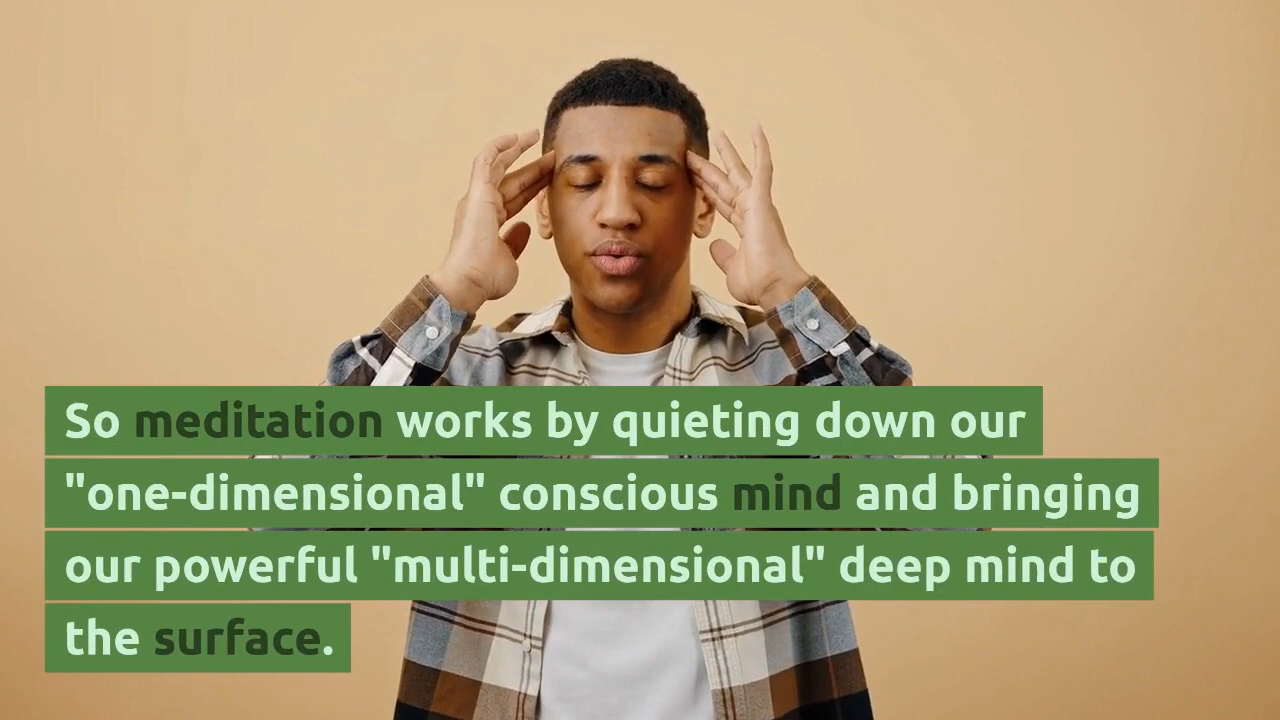 So meditation works by quieting down our
"one-dimensional" conscious mind and bringing
our powerful "multi-dimensional" deep mind to
the surface.